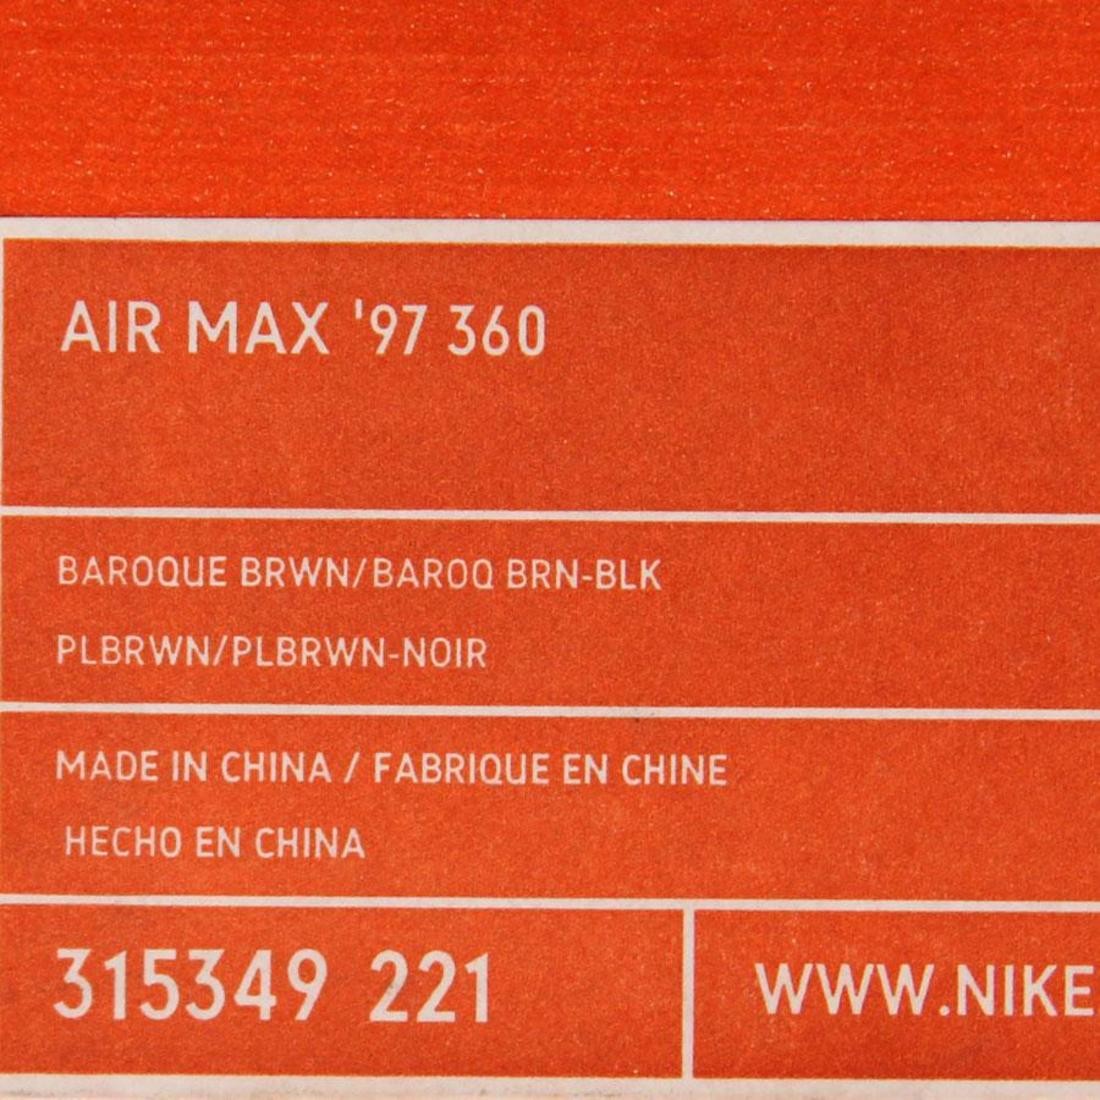 AIR MAX '97 360
BAROQUE BRWN/BAROQ BRN-BLK
PLBRWN/PLBRWN-NOIR
MADE IN CHINA / FABRIQUE EN CHINE
HECHO EN CHINA
315349 221
WWW.NIKE